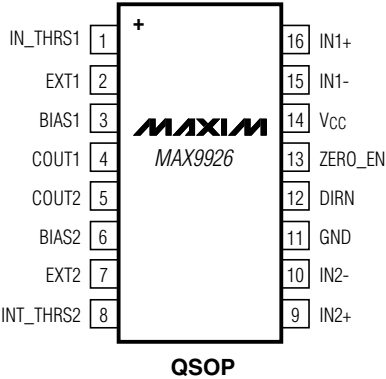 +
IN_THRS1 1 16 IN1+
EXT1 2 15 IN1-
BIAS1 3 MAXIM 14 VCC
COUT1 4 MAX9926 13 ZERO_EN
COUT2 5 12 DIRN
BIAS2 6 11 GND
EXT2 7 10 IN2-
INT_THRS2 8 9 IN2+
QSOP